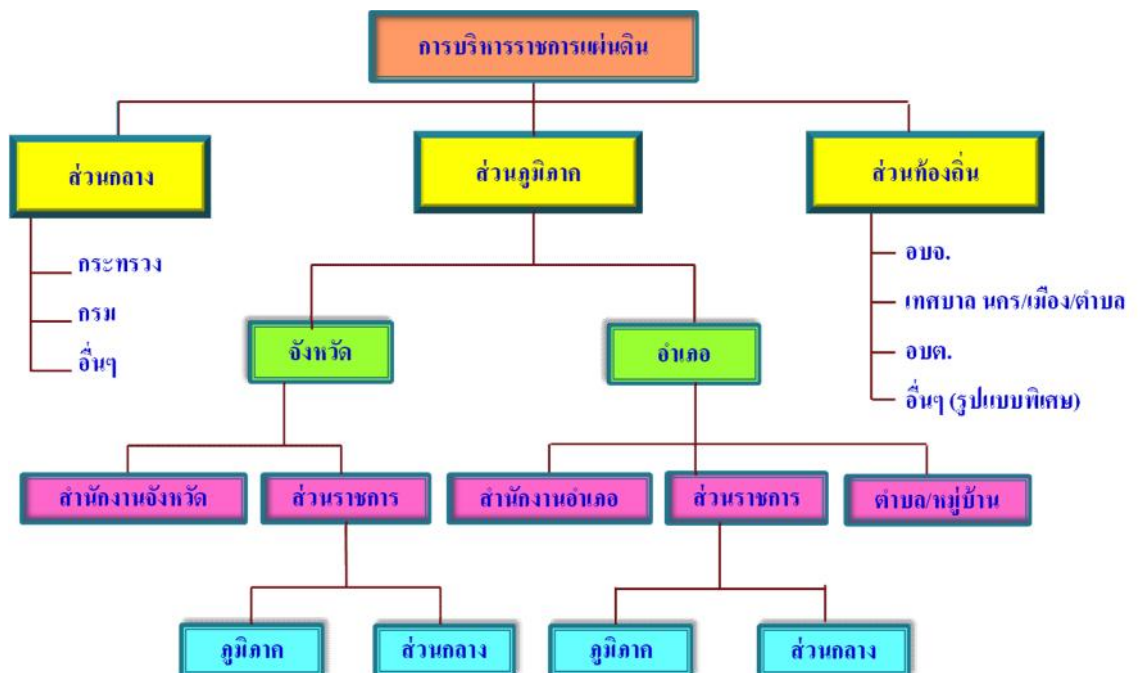 การบริหารราชการแผ่นดิน
ส่วนกลาง
ส่วนภูมิภาค
ส่วนท้องถิ่น
กระทรวง
กรม
อื่นๆ
อบจ.
เทศบาล นคร/เมือง/ตำบล
อบต.
อื่นๆ (รูปแบบพิเศษ)
จังหวัด
อำเภอ
สำนักงานจังหวัด
ส่วนราชการ
สำนักงานอำเภอ
ส่วนราชการ
ตำบล/หมู่บ้าน
ภูมิภาค
ส่วนกลาง
ภูมิภาค
ส่วนกลาง